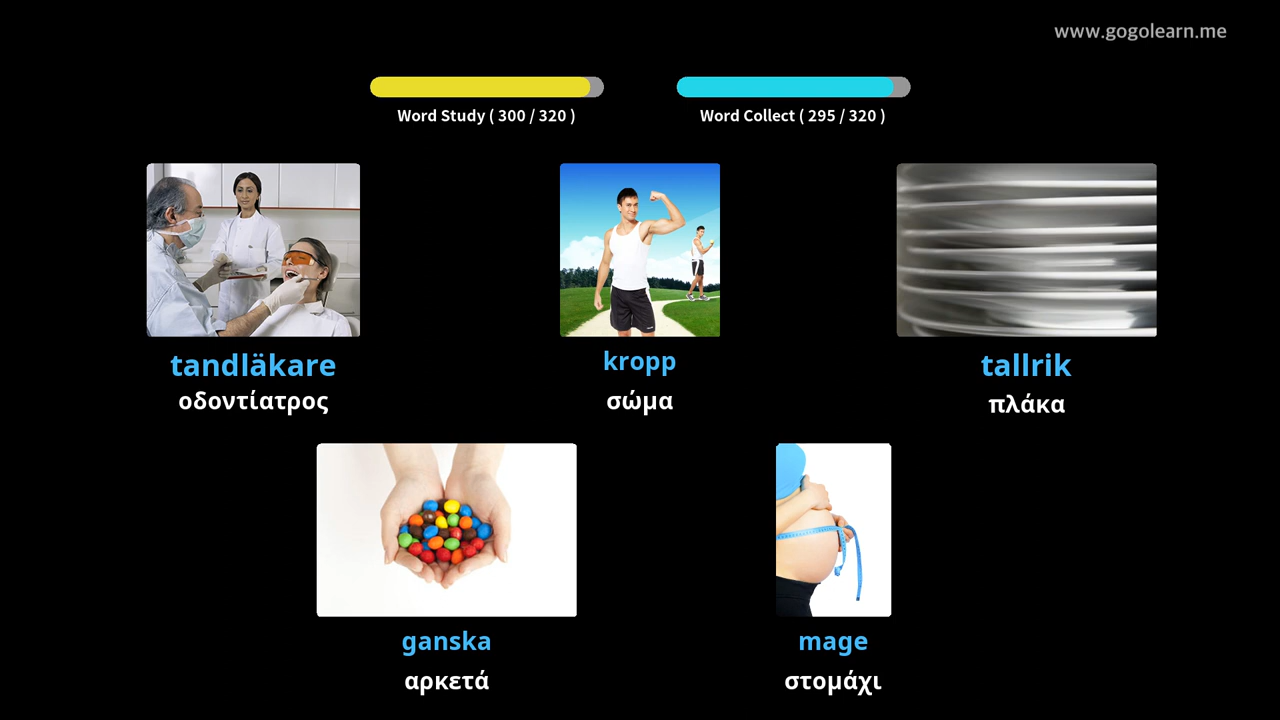 www.gogolearn.me
Word Study ( 300 / 320 )
Word Collect ( 295 / 320 )
tandläkare
οδοντίατρος
kropp
σώμα
tallrik
πλάκα
ganska
αρκετά
mage
στομάχι